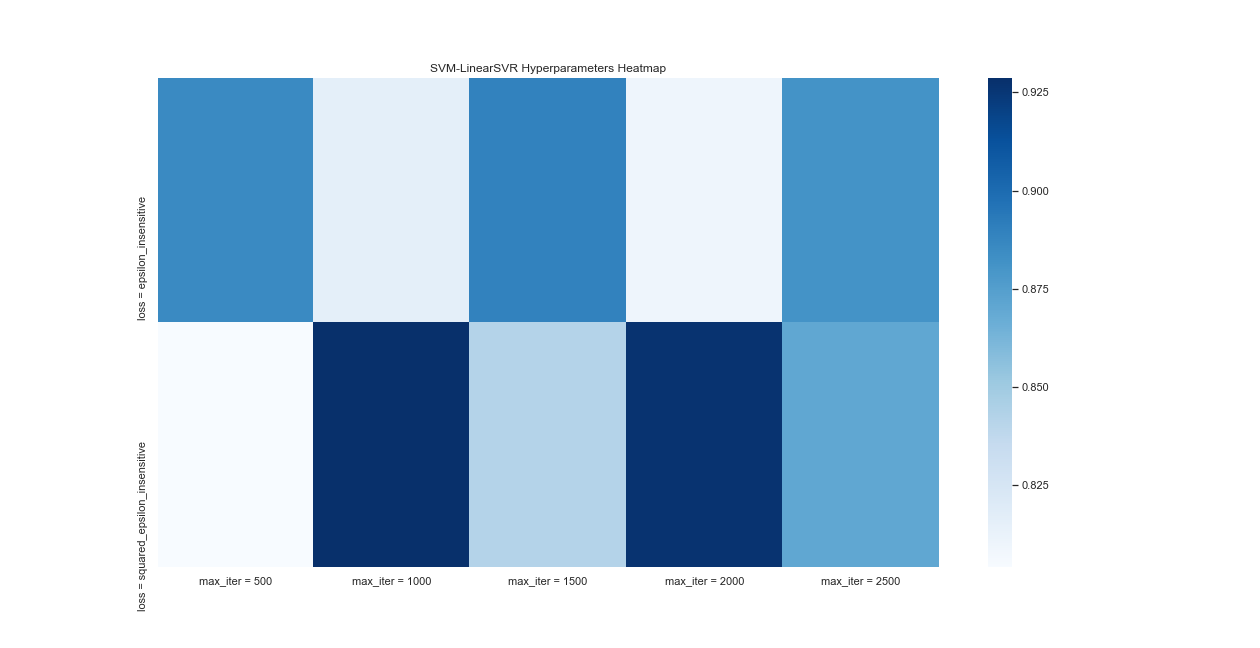 SVM-LinearSVR Hyperparameters Heatmap
loss = epsilon_insensitive
loss = squared_epsilon_insensitive
max_iter = 500
max_iter = 1000
max_iter = 1500
max_iter = 2000
max_iter = 2500
0.925
0.900
0.875
0.850
0.825